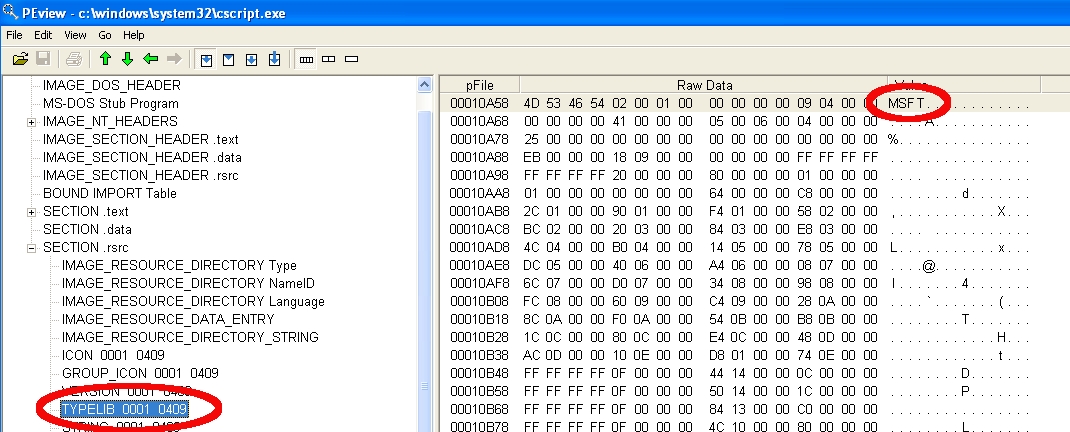 PEview - c:\windows\system32\cscript.exe
File Edit View Go Help
IMAGE_DOS_HEADER
MS-DOS Stub Program
IMAGE_NT_HEADERS
IMAGE_SECTION_HEADER .text
IMAGE_SECTION_HEADER .data
IMAGE_SECTION_HEADER .rsrc
BOUND IMPORT Table
SECTION .text
SECTION .data
SECTION .rsrc
IMAGE_RESOURCE_DIRECTORY Type
IMAGE_RESOURCE_DIRECTORY NameID
IMAGE_RESOURCE_DIRECTORY Language
IMAGE_RESOURCE_DATA_ENTRY
IMAGE_RESOURCE_DIRECTORY_STRING
ICON 0001 0409
GROUP_ICON 0001 0409
VERSION 0001 0409
TYPELIB 0001 0409
STRING 0001 0409
pFile Raw Data Value
00010A58 4D 53 46 54 02 00 01 00 00 00 00 00 09 04 00 00 MSFT............
00010A68 00 00 00 00 41 00 00 00 05 00 06 00 04 00 00 00 ....A...........
00010A78 25 00 00 00 00 00 00 00 00 00 00 00 00 00 00 00 %...............
00010A88 EB 00 00 00 18 09 00 00 00 00 00 00 FF FF FF FF ................
00010A98 FF FF FF FF 20 00 00 00 80 00 00 00 01 00 00 00 .... ...........
00010AA8 01 00 00 00 00 00 00 00 64 00 00 00 C8 00 00 00 ........d.......
00010AB8 2C 01 00 00 90 01 00 00 F4 01 00 00 58 02 00 00 ,...........X...
00010AC8 BC 02 00 00 20 03 00 00 84 03 00 00 E8 03 00 00 .... ...........
00010AD8 4C 04 00 00 B0 04 00 00 14 05 00 00 78 05 00 00 L...........x...
00010AE8 DC 05 00 00 40 06 00 00 A4 06 00 00 08 07 00 00 ....@...........
00010AF8 6C 07 00 00 D0 07 00 00 34 08 00 00 98 08 00 00 l.......4.......
00010B08 FC 08 00 00 60 09 00 00 C4 09 00 00 28 0A 00 00 ....`.......(...
00010B18 8C 0A 00 00 F0 0A 00 00 54 0B 00 00 B8 0B 00 00 ........T.......
00010B28 1C 0C 00 00 80 0C 00 00 E4 0C 00 00 48 0D 00 00 ............H...
00010B38 AC 0D 00 00 10 0E 00 00 D8 01 00 00 74 0E 00 00 ............t...
00010B48 FF FF FF FF 0F 00 00 00 44 14 00 00 0C 00 00 00 ........D.......
00010B58 FF FF FF FF 0F 00 00 00 50 14 00 00 1C 00 00 00 ........P.......
00010B68 FF FF FF FF 0F 00 00 00 84 13 00 00 C0 00 00 00 ................
00010B78 FF FF FF FF 0F 00 00 00 4C 10 00 00 80 00 00 00 ........L.......